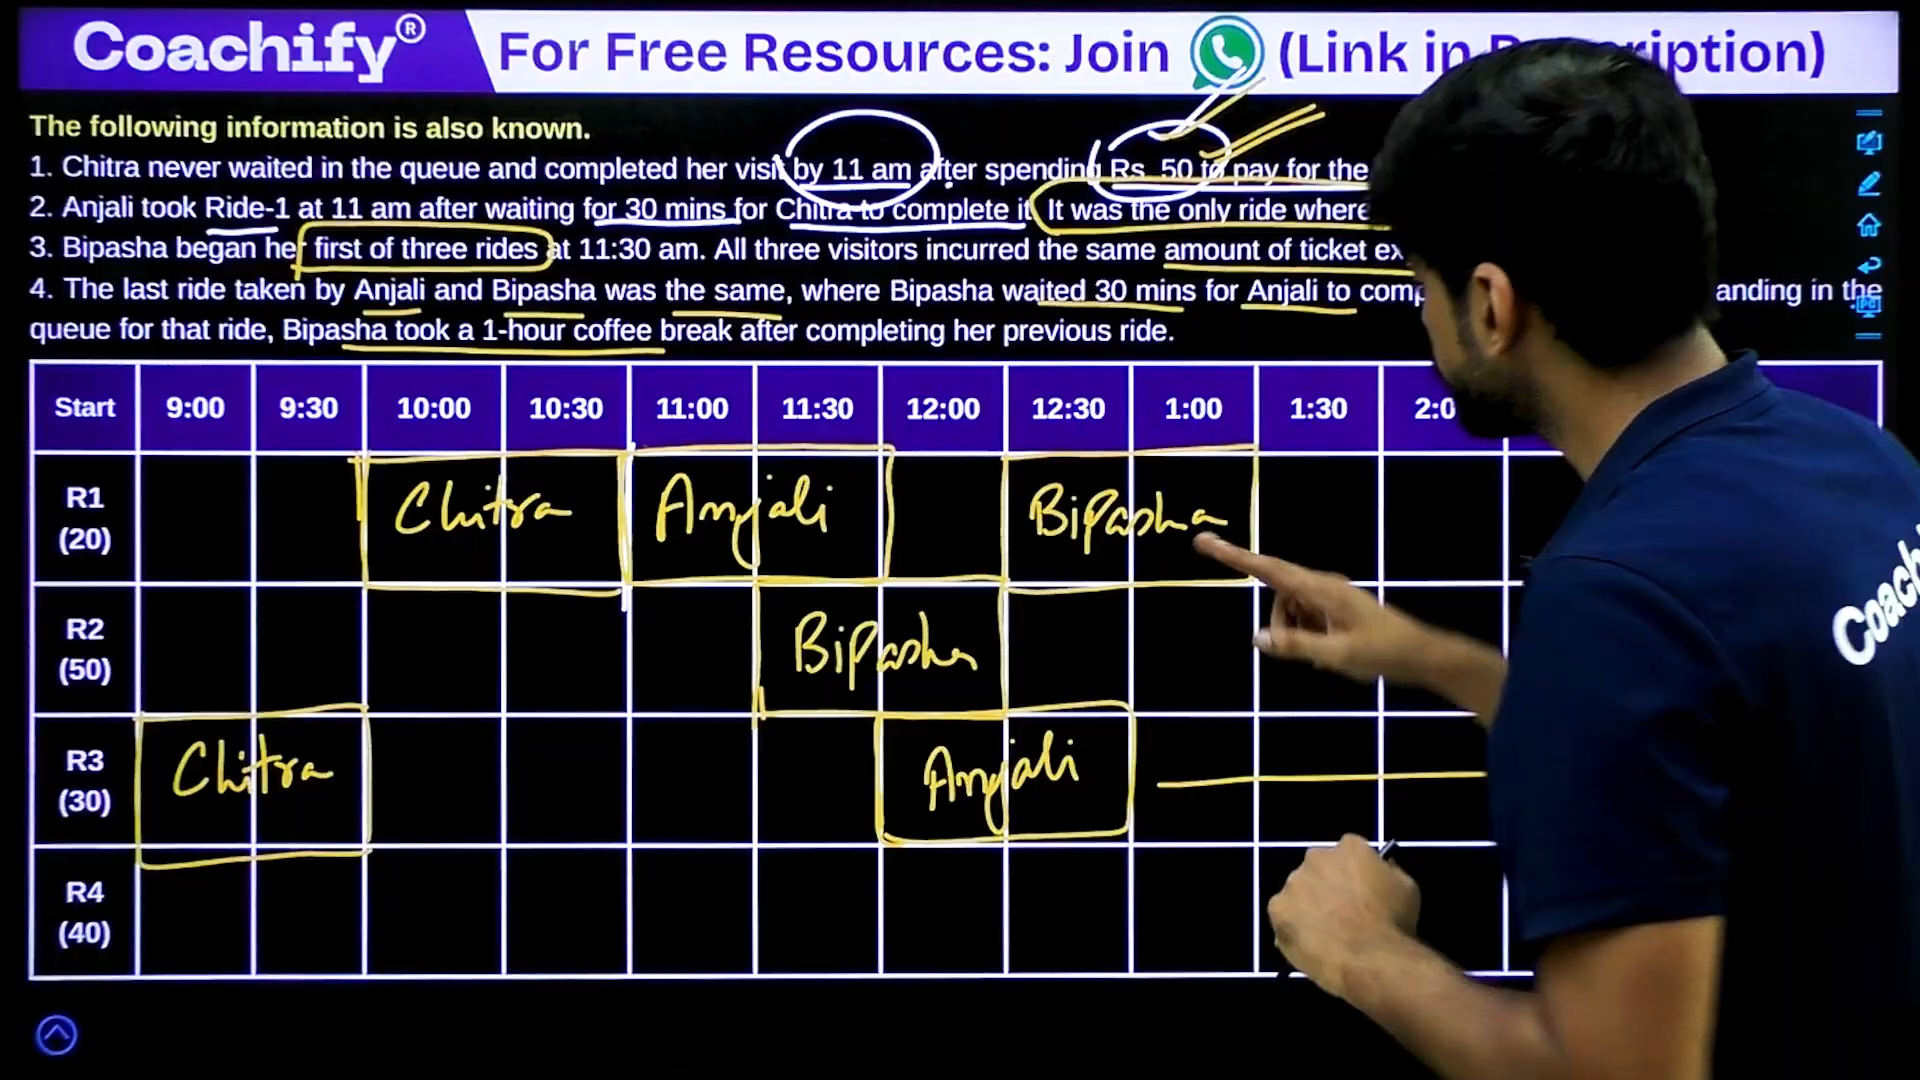 Coachify® For Free Resources: Join (Link in ription)
The following information is also known.
1. Chitra never waited in the queue and completed her visit by 11 am after spending Rs. 50 to pay for the
2. Anjali took Ride-1 at 11 am after waiting for 30 mins for Chitra to complete it. It was the only ride where
3. Bipasha began her first of three rides at 11:30 am. All three visitors incurred the same amount of ticket ex
4. The last ride taken by Anjali and Bipasha was the same, where Bipasha waited 30 mins for Anjali to comp anding in the
queue for that ride, Bipasha took a 1-hour coffee break after completing her previous ride.
Start 9:00 9:30 10:00 10:30 11:00 11:30 12:00 12:30 1:00 1:30 2:0
R1 (20) Chitra Anjali Bipasha
R2 (50) Bipasha
R3 (30) Chitra Anjali
R4 (40)
Coach